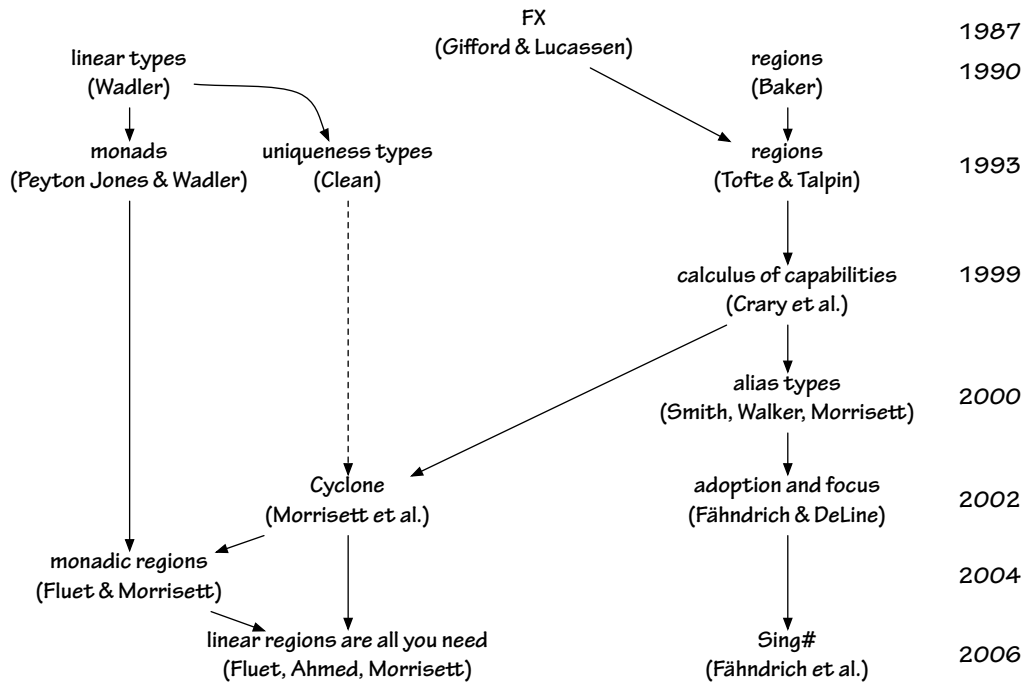 FX
(Gifford & Lucassen)
1987
linear types
(Wadler)
regions
(Baker)
1990
monads
(Peyton Jones & Wadler)
uniqueness types
(Clean)
regions
(Tofte & Talpin)
1993
calculus of capabilities
(Crary et al.)
1999
alias types
(Smith, Walker, Morrisett)
2000
Cyclone
(Morrisett et al.)
adoption and focus
(Fähndrich & DeLine)
2002
monadic regions
(Fluet & Morrisett)
2004
linear regions are all you need
(Fluet, Ahmed, Morrisett)
Sing#
(Fähndrich et al.)
2006